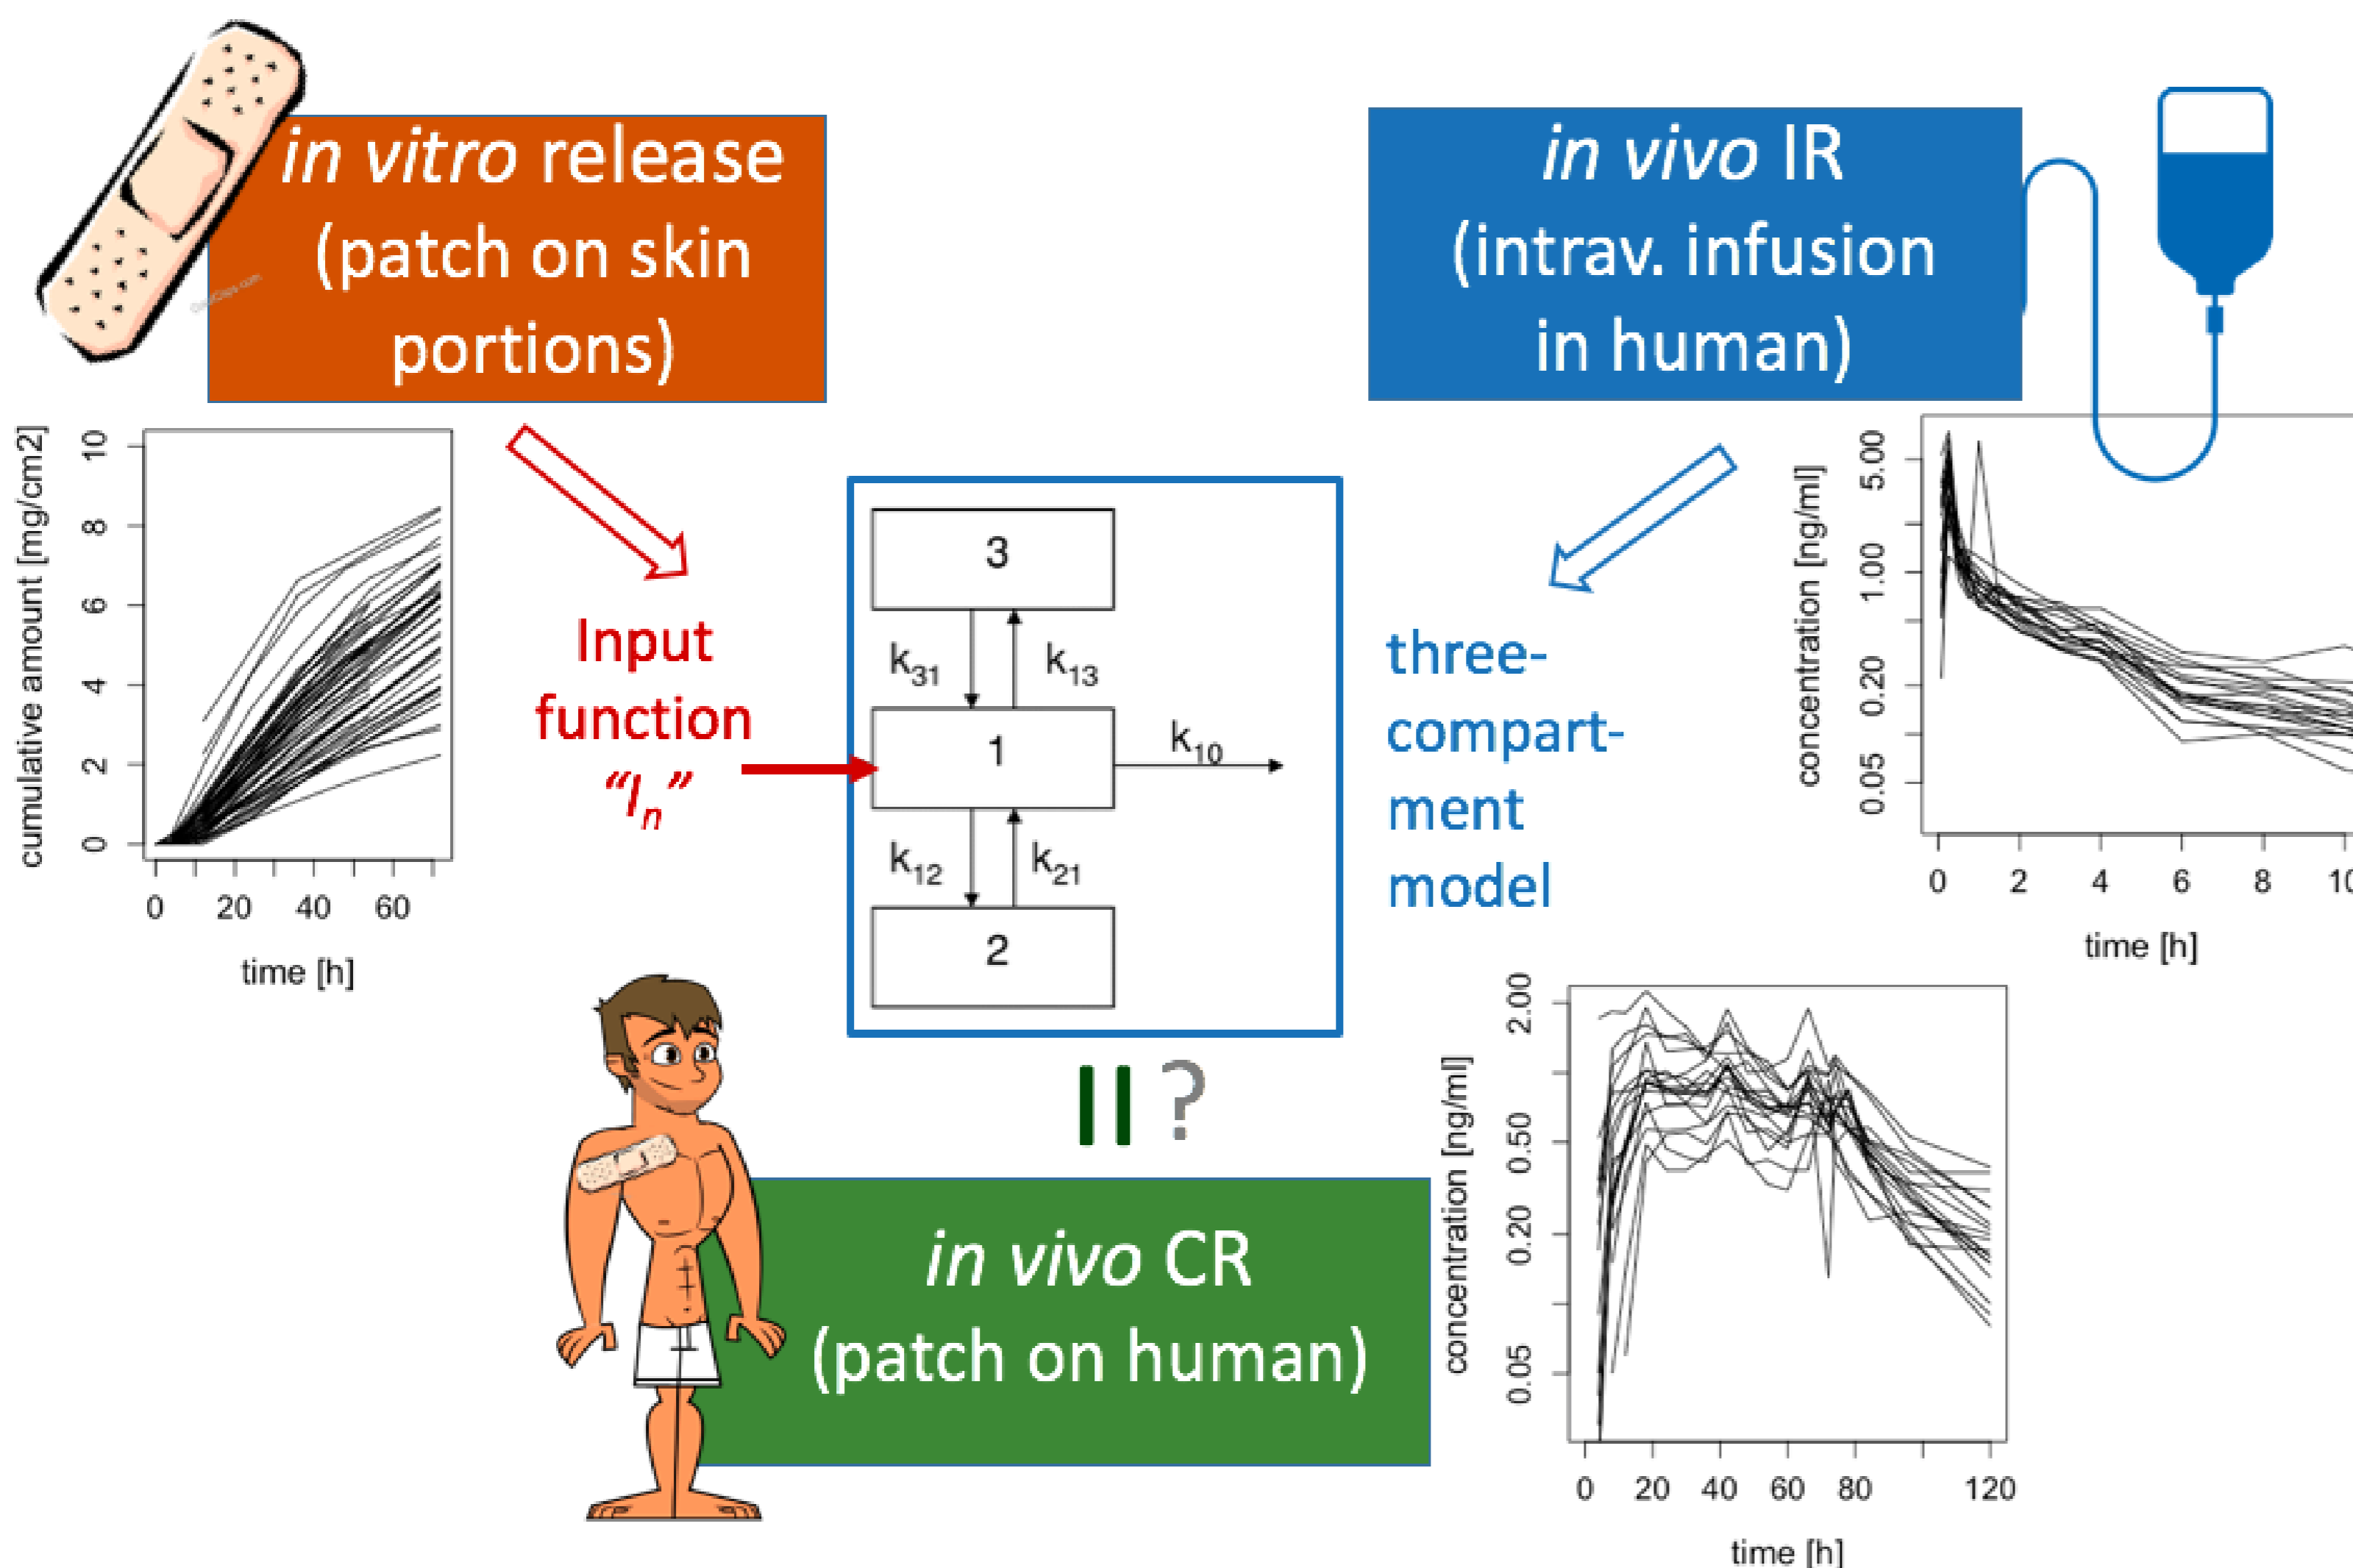 in vitro release
(patch on skin
portions)
in vivo IR
(intrav. infusion
in human)
cumulative amount [mg/cm2]
10
8
6
4
2
0
0 20 40 60
time [h]
Input
function
“In”
3
k31 k13
1
k10
k12 k21
2
three-
compart-
ment
model
concentration [ng/ml]
5.00
1.00
0.20
0.05
0 2 4 6 8 10
time [h]
||?
in vivo CR
(patch on human)
concentration [ng/ml]
2.00
0.50
0.20
0.05
0 20 40 60 80 120
time [h]